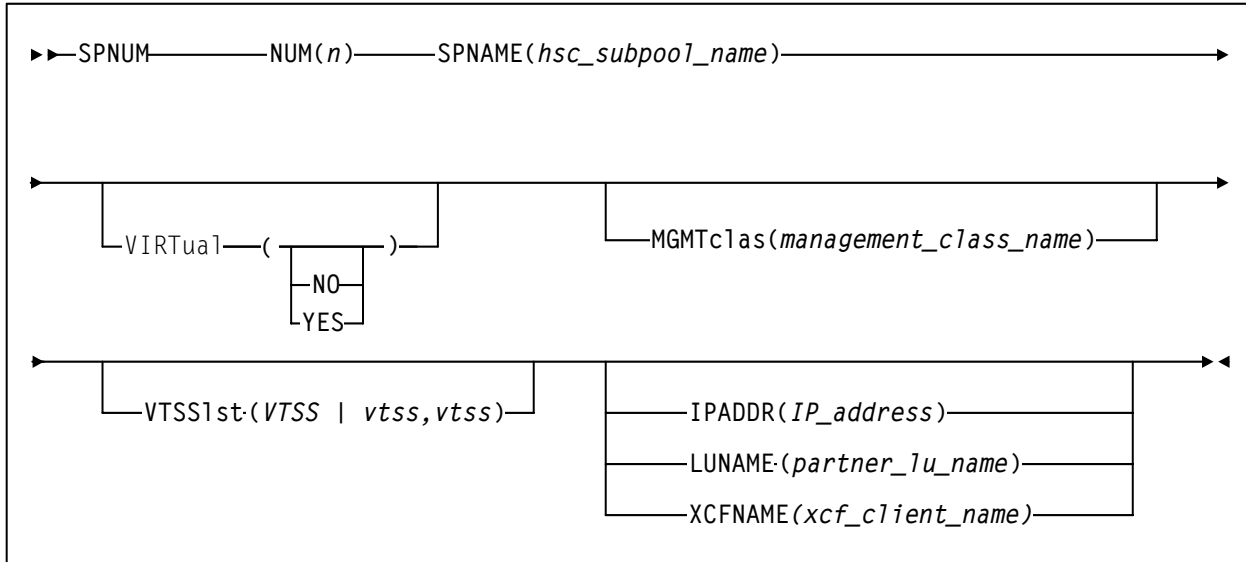 SPNUM NUM(n) SPNAME(hsc_subpool_name)
VIRTual ( ) MGMTclas(management_class_name)
NO
YES
VTSSlst(VTSS | vtss,vtss) IPADDR(IP_address)
LUNAME(partner_lu_name)
XCFNAME(xcf_client_name)